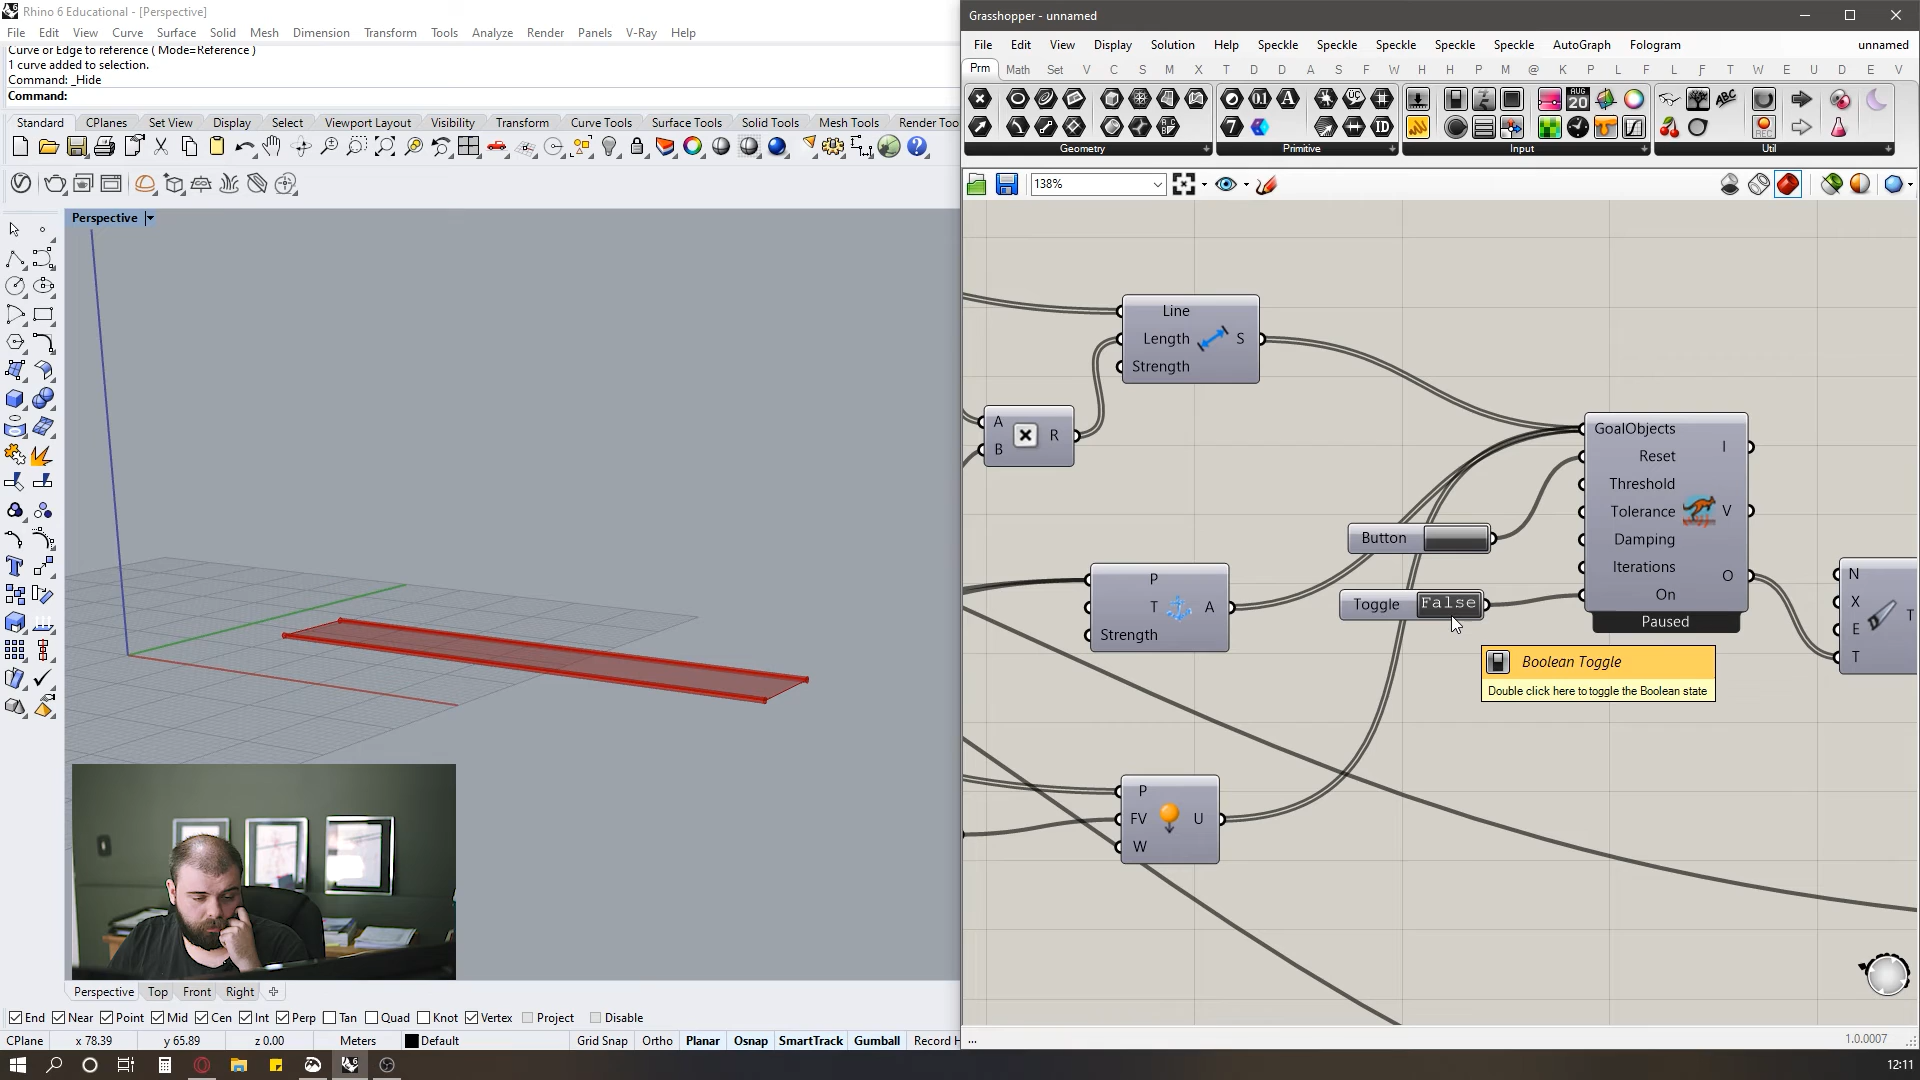 Rhino 6 Educational - [Perspective]
File Edit View Curve Surface Solid Mesh Dimension Transform Tools Analyze Render Panels V-Ray Help
Curve or Edge to reference ( Mode=Reference )
1 curve added to selection.
Command: _Hide
Command:
Standard CPlanes Set View Display Select Viewport Layout Visibility Transform Curve Tools Surface Tools Solid Tools Mesh Tools Render Too
Perspective
Perspective Top Front Right
End Near Point Mid Cen Int Perp Tan Quad Knot Vertex Project Disable
CPlane x 78.39 y 65.89 z 0.00 Meters Default Grid Snap Ortho Planar Osnap SmartTrack Gumball Record H
Grasshopper - unnamed
File Edit View Display Solution Help Speckle Speckle Speckle Speckle Speckle AutoGraph Fologram unnamed
Prm Math Set V C S M X T D D A S F W H H P M @ K P L F L F T W E U D E V
Geometry Primitive Input Util
138%
Line
Length S
Strength
A
R
B
GoalObjects
Reset
I
Threshold
Tolerance
V
Damping
Iterations
O
On
Paused
Button
Toggle False
P
T A
Strength
Boolean Toggle
Double click here to toggle the Boolean state
N
X
T
E
T
P
FV U
W
...
1.0.0007
12:11